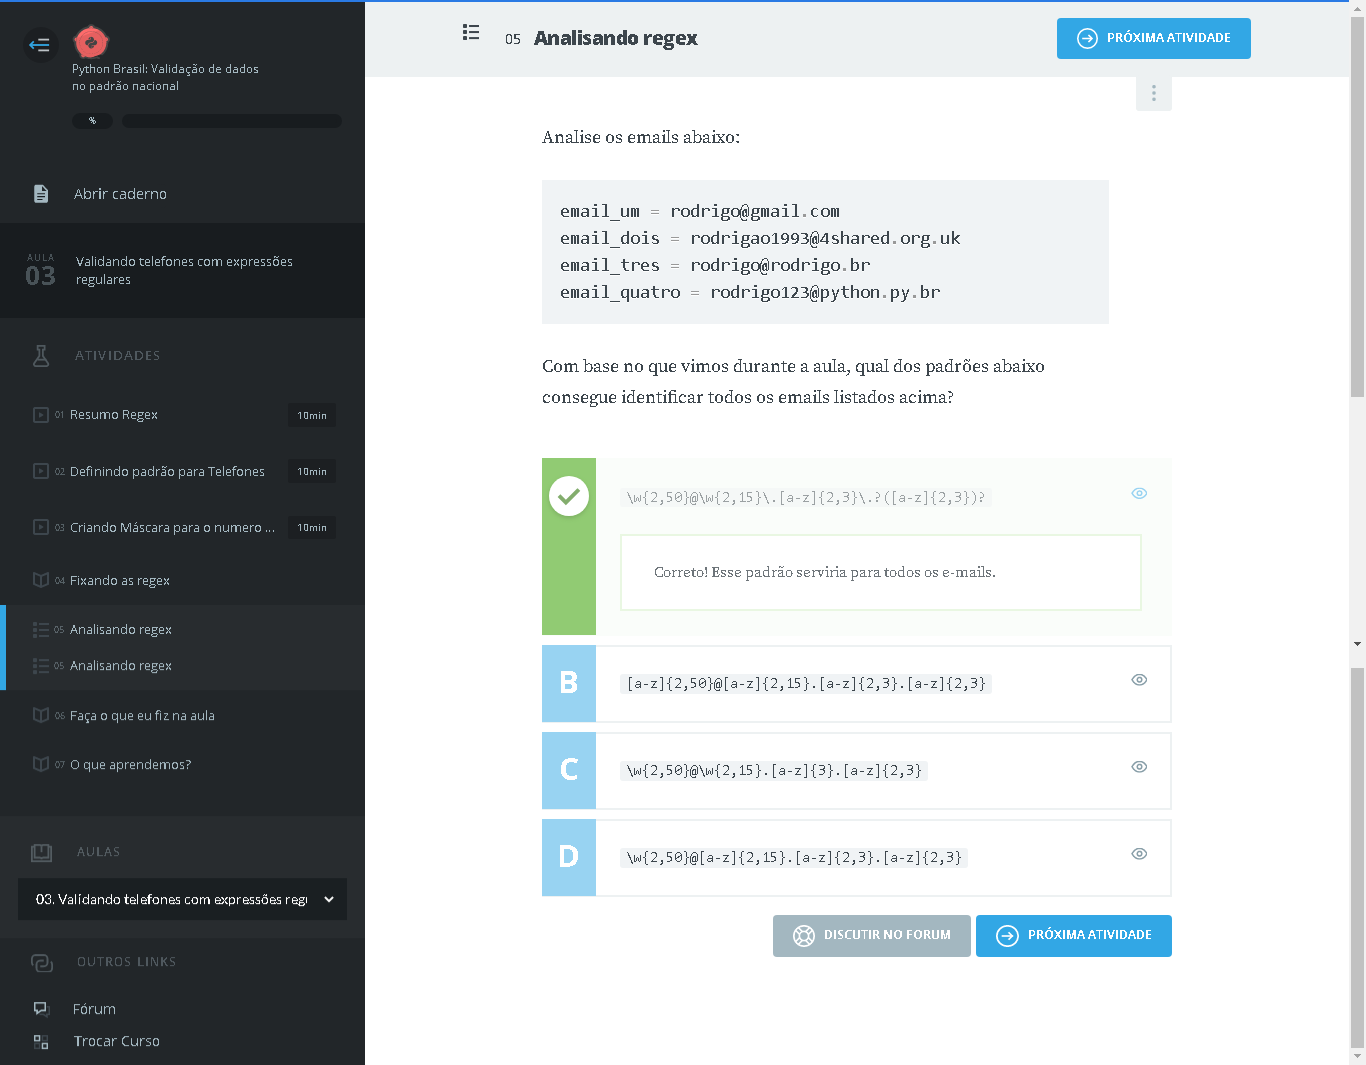 Python Brasil: Validação de dados
no padrão nacional
%
Abrir caderno
AULA
03
Validando telefones com expressões
regulares
ATIVIDADES
01 Resumo Regex 10min
02 Definindo padrão para Telefones 10min
03 Criando Máscara para o numero ... 10min
04 Fixando as regex
05 Analisando regex
05 Analisando regex
06 Faça o que eu fiz na aula
07 O que aprendemos?
AULAS
03. Validando telefones com expressões regu
OUTROS LINKS
Fórum
Trocar Curso
05 Analisando regex
PRÓXIMA ATIVIDADE
Analise os emails abaixo:
email_um = rodrigo@gmail.com
email_dois = rodrigao1993@4shared.org.uk
email_tres = rodrigo@rodrigo.br
email_quatro = rodrigo123@python.py.br
Com base no que vimos durante a aula, qual dos padrões abaixo
consegue identificar todos os emails listados acima?
\w{2,50}@\w{2,15}\.[a-z]{2,3}\.?([a-z]{2,3})?
Correto! Esse padrão serviria para todos os e-mails.
B [a-z]{2,50}@[a-z]{2,15}.[a-z]{2,3}.[a-z]{2,3}
C \w{2,50}@\w{2,15}.[a-z]{3}.[a-z]{2,3}
D \w{2,50}@[a-z]{2,15}.[a-z]{2,3}.[a-z]{2,3}
DISCUTIR NO FORUM
PRÓXIMA ATIVIDADE